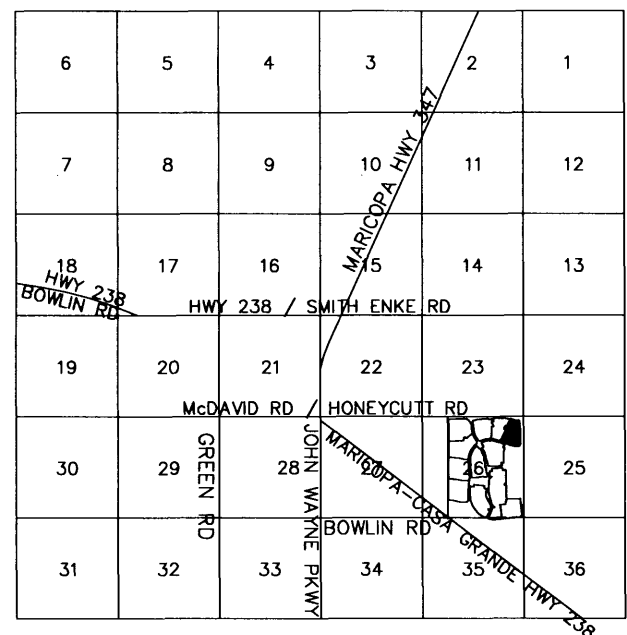 6 5 4 3 2 1
MARICOPA HWY 347
7 8 9 10 11 12
18 17 16 15 14 13
HWY 238
BOWLIN RD
HWY 238 / SMITH ENKE RD
19 20 21 22 23 24
McDAVID RD / HONEYCUTT RD
30 29 28 27 26 25
GREEN RD
JOHN WAYNE PKWY
MARICOPA-CASA GRANDE HWY 238
BOWLIN RD
31 32 33 34 35 36